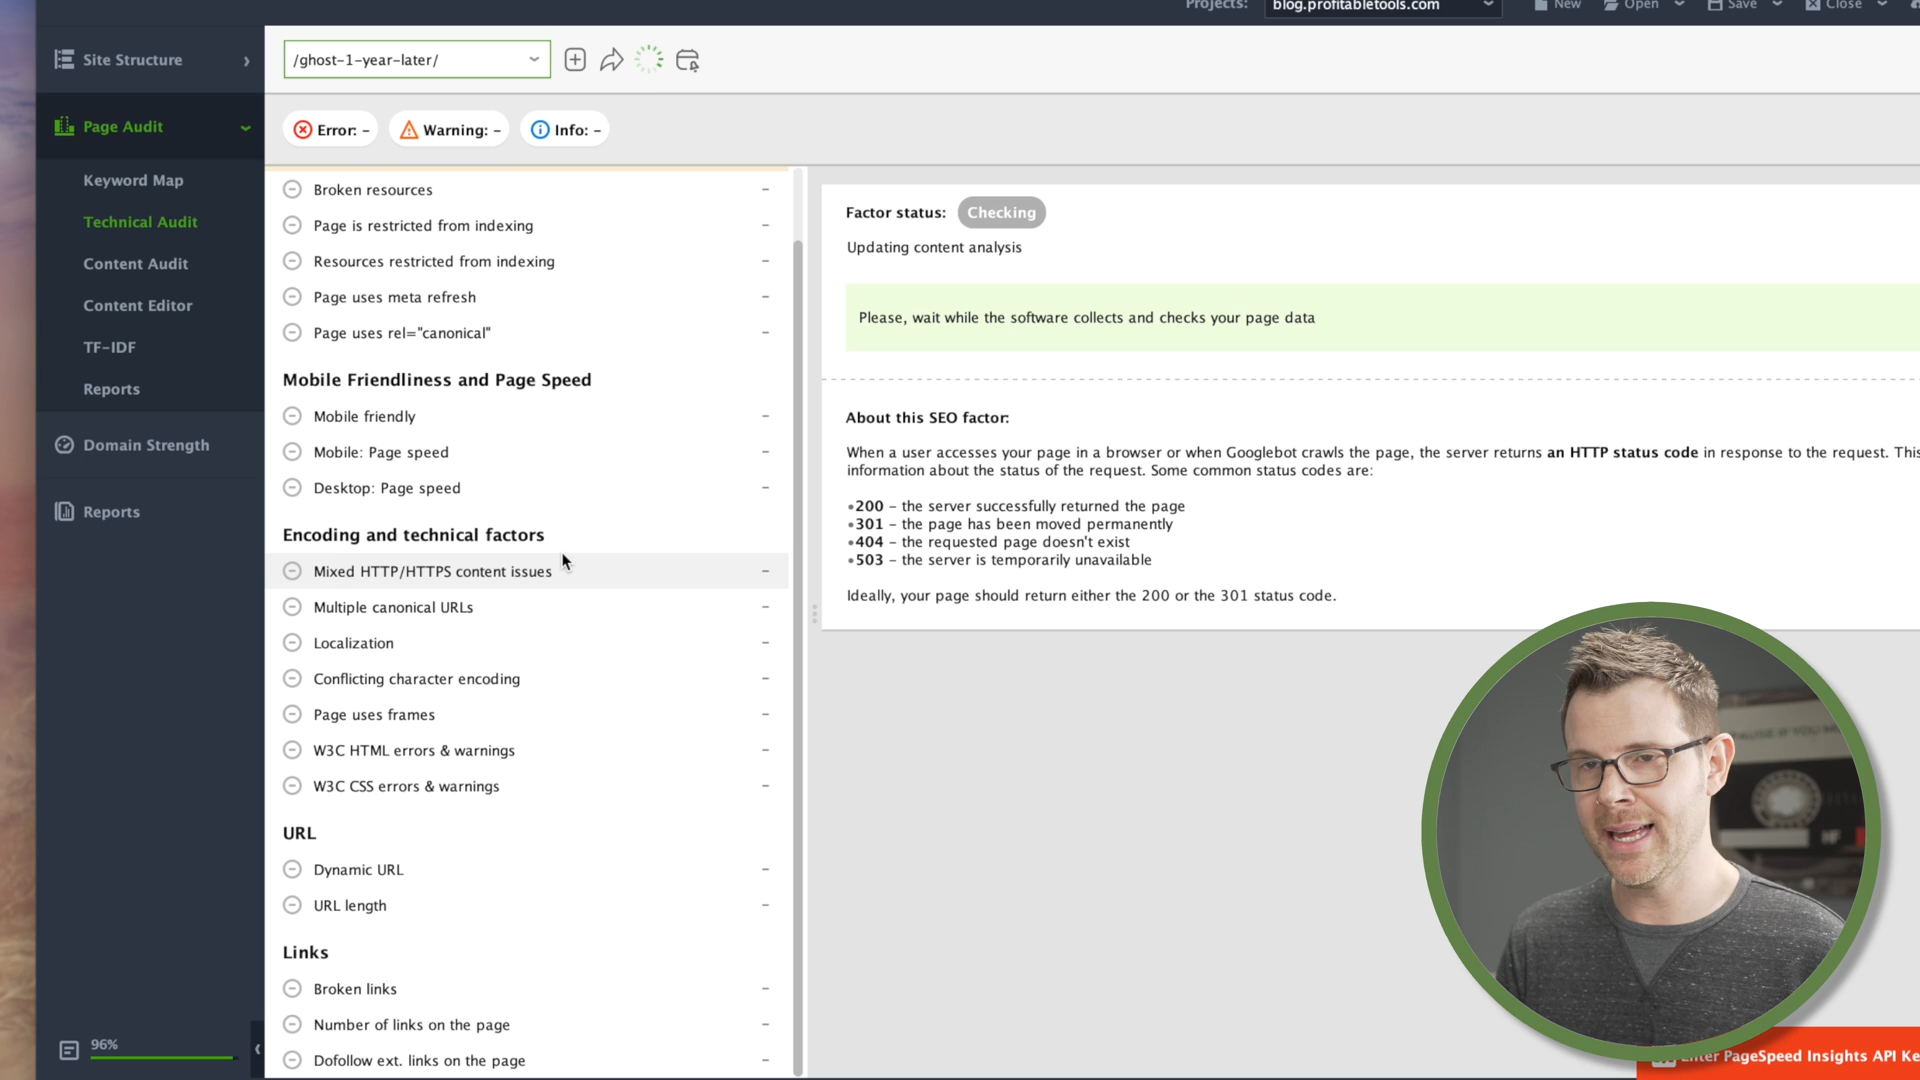 Projects: blog.profitabletools.com New Open Save Close
Site Structure
/ghost-1-year-later/
Page Audit
Error: – Warning: – Info: –
Keyword Map
Technical Audit
Content Audit
Content Editor
TF-IDF
Reports
Domain Strength
Reports
96%
Broken resources –
Page is restricted from indexing –
Resources restricted from indexing –
Page uses meta refresh –
Page uses rel="canonical" –
Mobile Friendliness and Page Speed
Mobile friendly –
Mobile: Page speed –
Desktop: Page speed –
Encoding and technical factors
Mixed HTTP/HTTPS content issues –
Multiple canonical URLs –
Localization –
Conflicting character encoding –
Page uses frames –
W3C HTML errors & warnings –
W3C CSS errors & warnings –
URL
Dynamic URL –
URL length –
Links
Broken links –
Number of links on the page –
Dofollow ext. links on the page –
Factor status: Checking
Updating content analysis
Please, wait while the software collects and checks your page data
About this SEO factor:
When a user accesses your page in a browser or when Googlebot crawls the page, the server returns an HTTP status code in response to the request. This
information about the status of the request. Some common status codes are:
•200 – the server successfully returned the page
•301 – the page has been moved permanently
•404 – the requested page doesn't exist
•503 – the server is temporarily unavailable
Ideally, your page should return either the 200 or the 301 status code.
Enter PageSpeed Insights API Ke